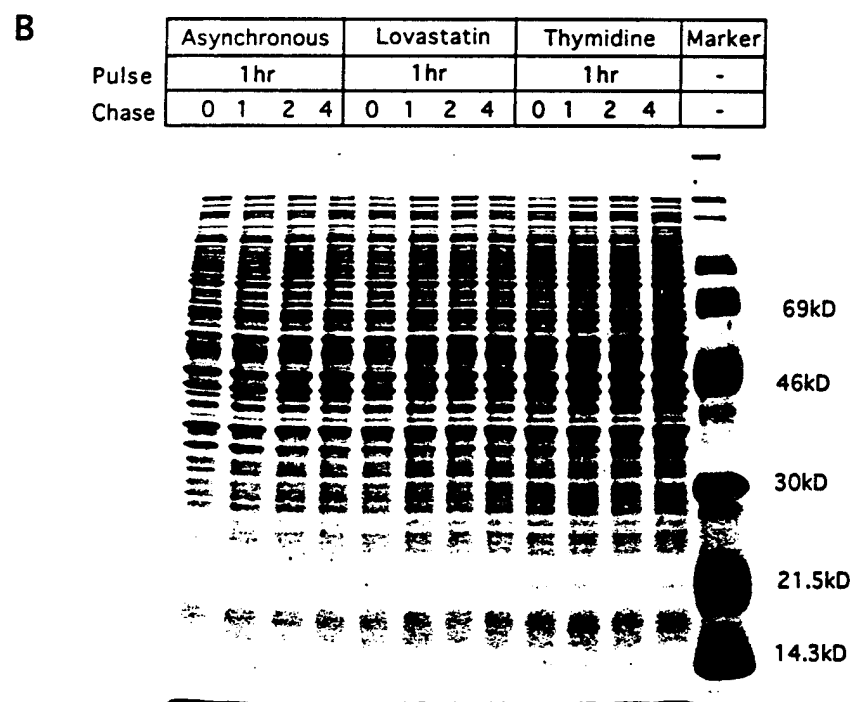 B
Asynchronous Lovastatin Thymidine Marker
Pulse 1hr 1hr 1hr -
Chase 0 1 2 4 0 1 2 4 0 1 2 4 -
69kD
46kD
30kD
21.5kD
14.3kD